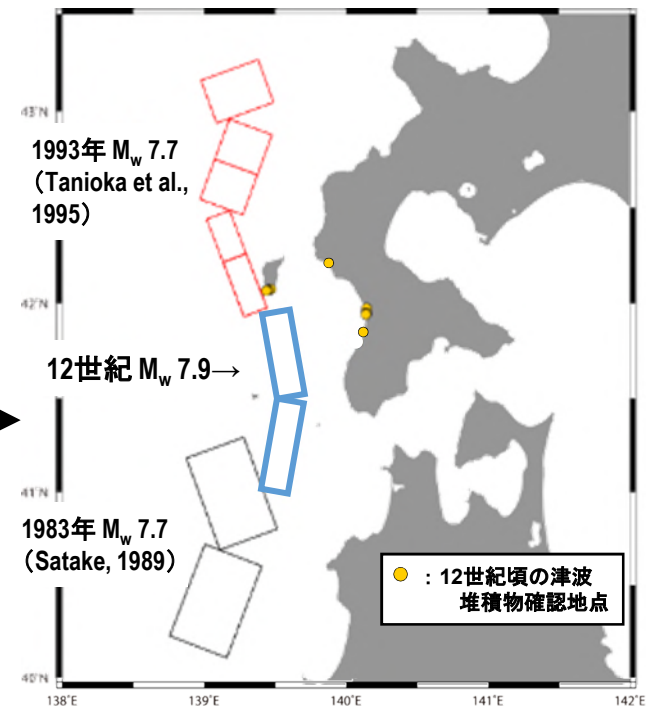 43°N
1993年 Mw 7.7
（Tanioka et al.,
1995）
42°N
12世紀 Mw 7.9→
41°N
1983年 Mw 7.7
（Satake, 1989）
：12世紀頃の津波
堆積物確認地点
40°N
138°E
139°E
140°E
141°E
142°E